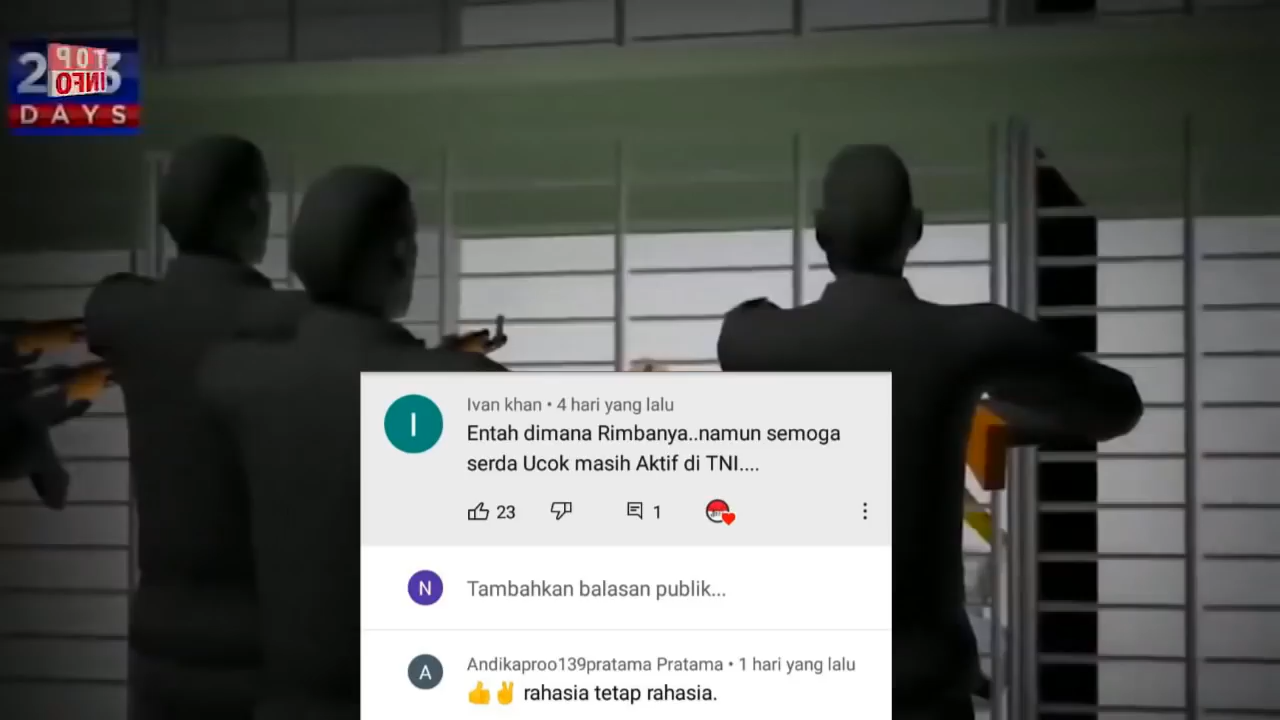 TOP
INFO
DAYS
Ivan khan • 4 hari yang lalu
Entah dimana Rimbanya..namun semoga
serda Ucok masih Aktif di TNI....
23
1
N
Tambahkan balasan publik...
A
Andikaproo139pratama Pratama • 1 hari yang lalu
👍✌ rahasia tetap rahasia.